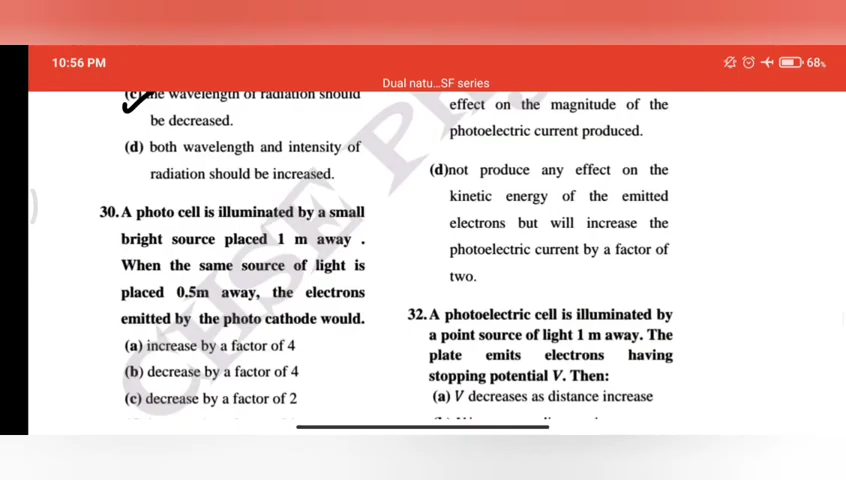 10:56 PM
68%
Dual natu...SF series
(c) the wavelength of radiation should
be decreased.
(d) both wavelength and intensity of
radiation should be increased.
30. A photo cell is illuminated by a small
bright source placed 1 m away .
When the same source of light is
placed 0.5m away, the electrons
emitted by the photo cathode would.
(a) increase by a factor of 4
(b) decrease by a factor of 4
(c) decrease by a factor of 2
effect on the magnitude of the
photoelectric current produced.
(d)not produce any effect on the
kinetic energy of the emitted
electrons but will increase the
photoelectric current by a factor of
two.
32. A photoelectric cell is illuminated by
a point source of light 1 m away. The
plate emits electrons having
stopping potential V. Then:
(a) V decreases as distance increase
CHSE